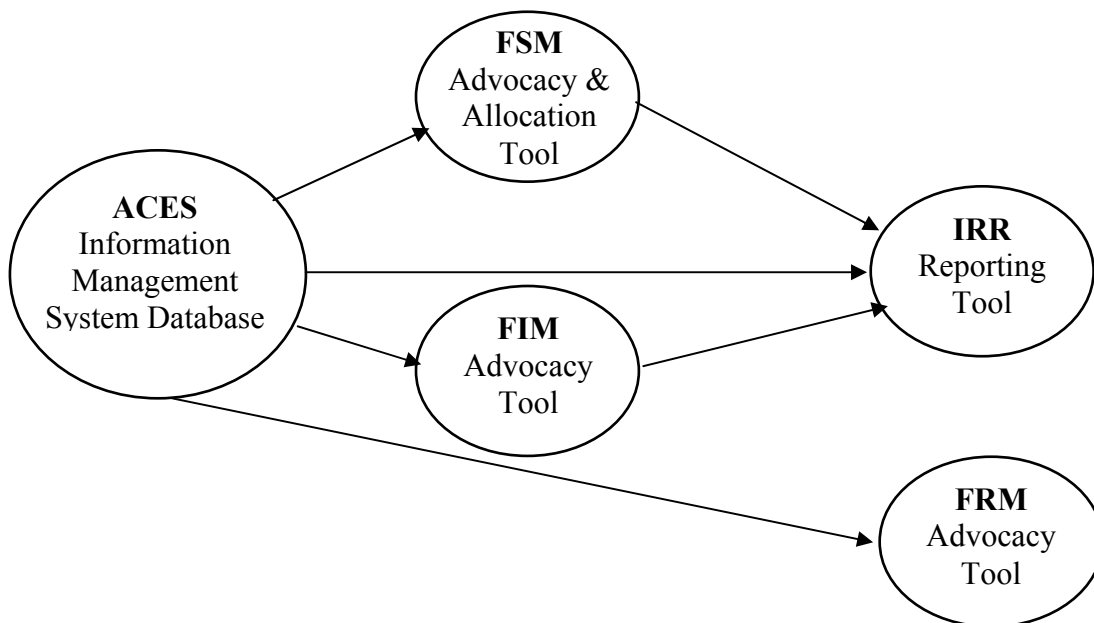 FSM
Advocacy &
Allocation
Tool
ACES
Information
Management
System Database
IRR
Reporting
Tool
FIM
Advocacy
Tool
FRM
Advocacy
Tool